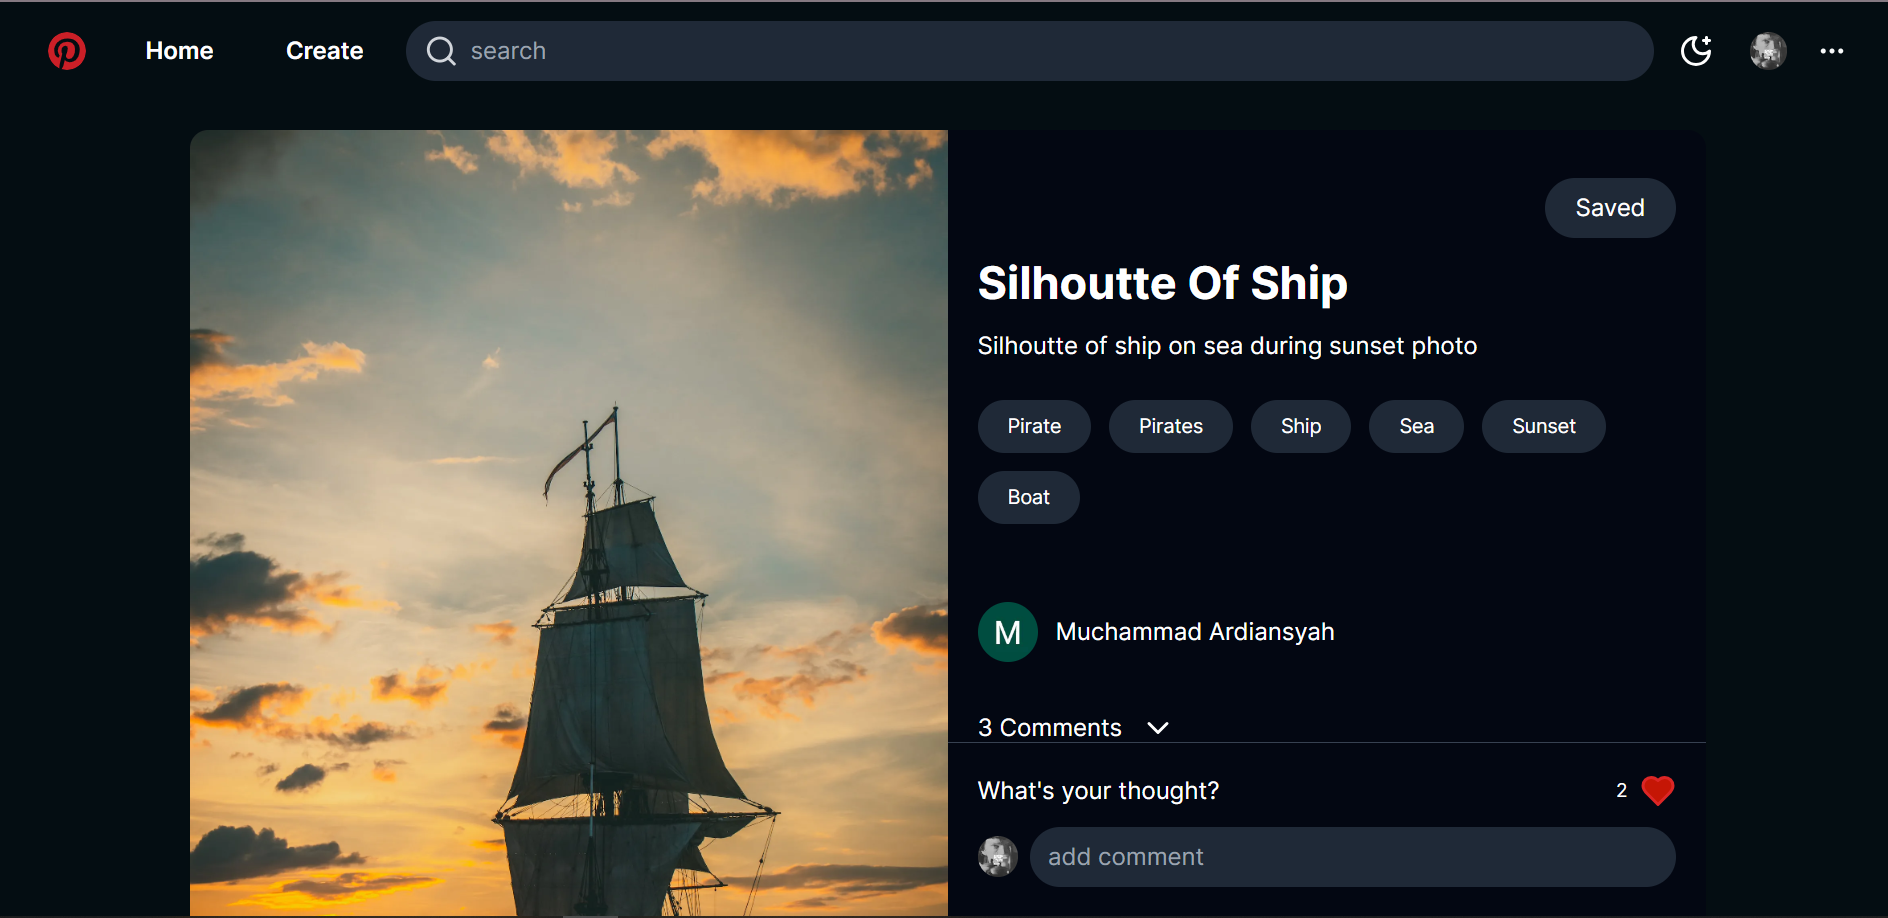 Home
Create
search
Saved
Silhoutte Of Ship
Silhoutte of ship on sea during sunset photo
Pirate
Pirates
Ship
Sea
Sunset
Boat
M
Muchammad Ardiansyah
3 Comments
What's your thought?
2
add comment